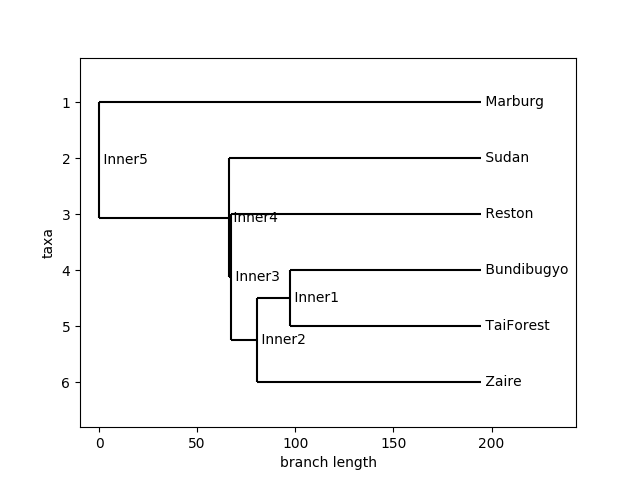 1
Marburg
Inner5
2
Sudan
3
Reston
Inner4
taxa
4
Bundibugyo
Inner3
Inner1
5
TaiForest
Inner2
6
Zaire
0 50 100 150 200
branch length